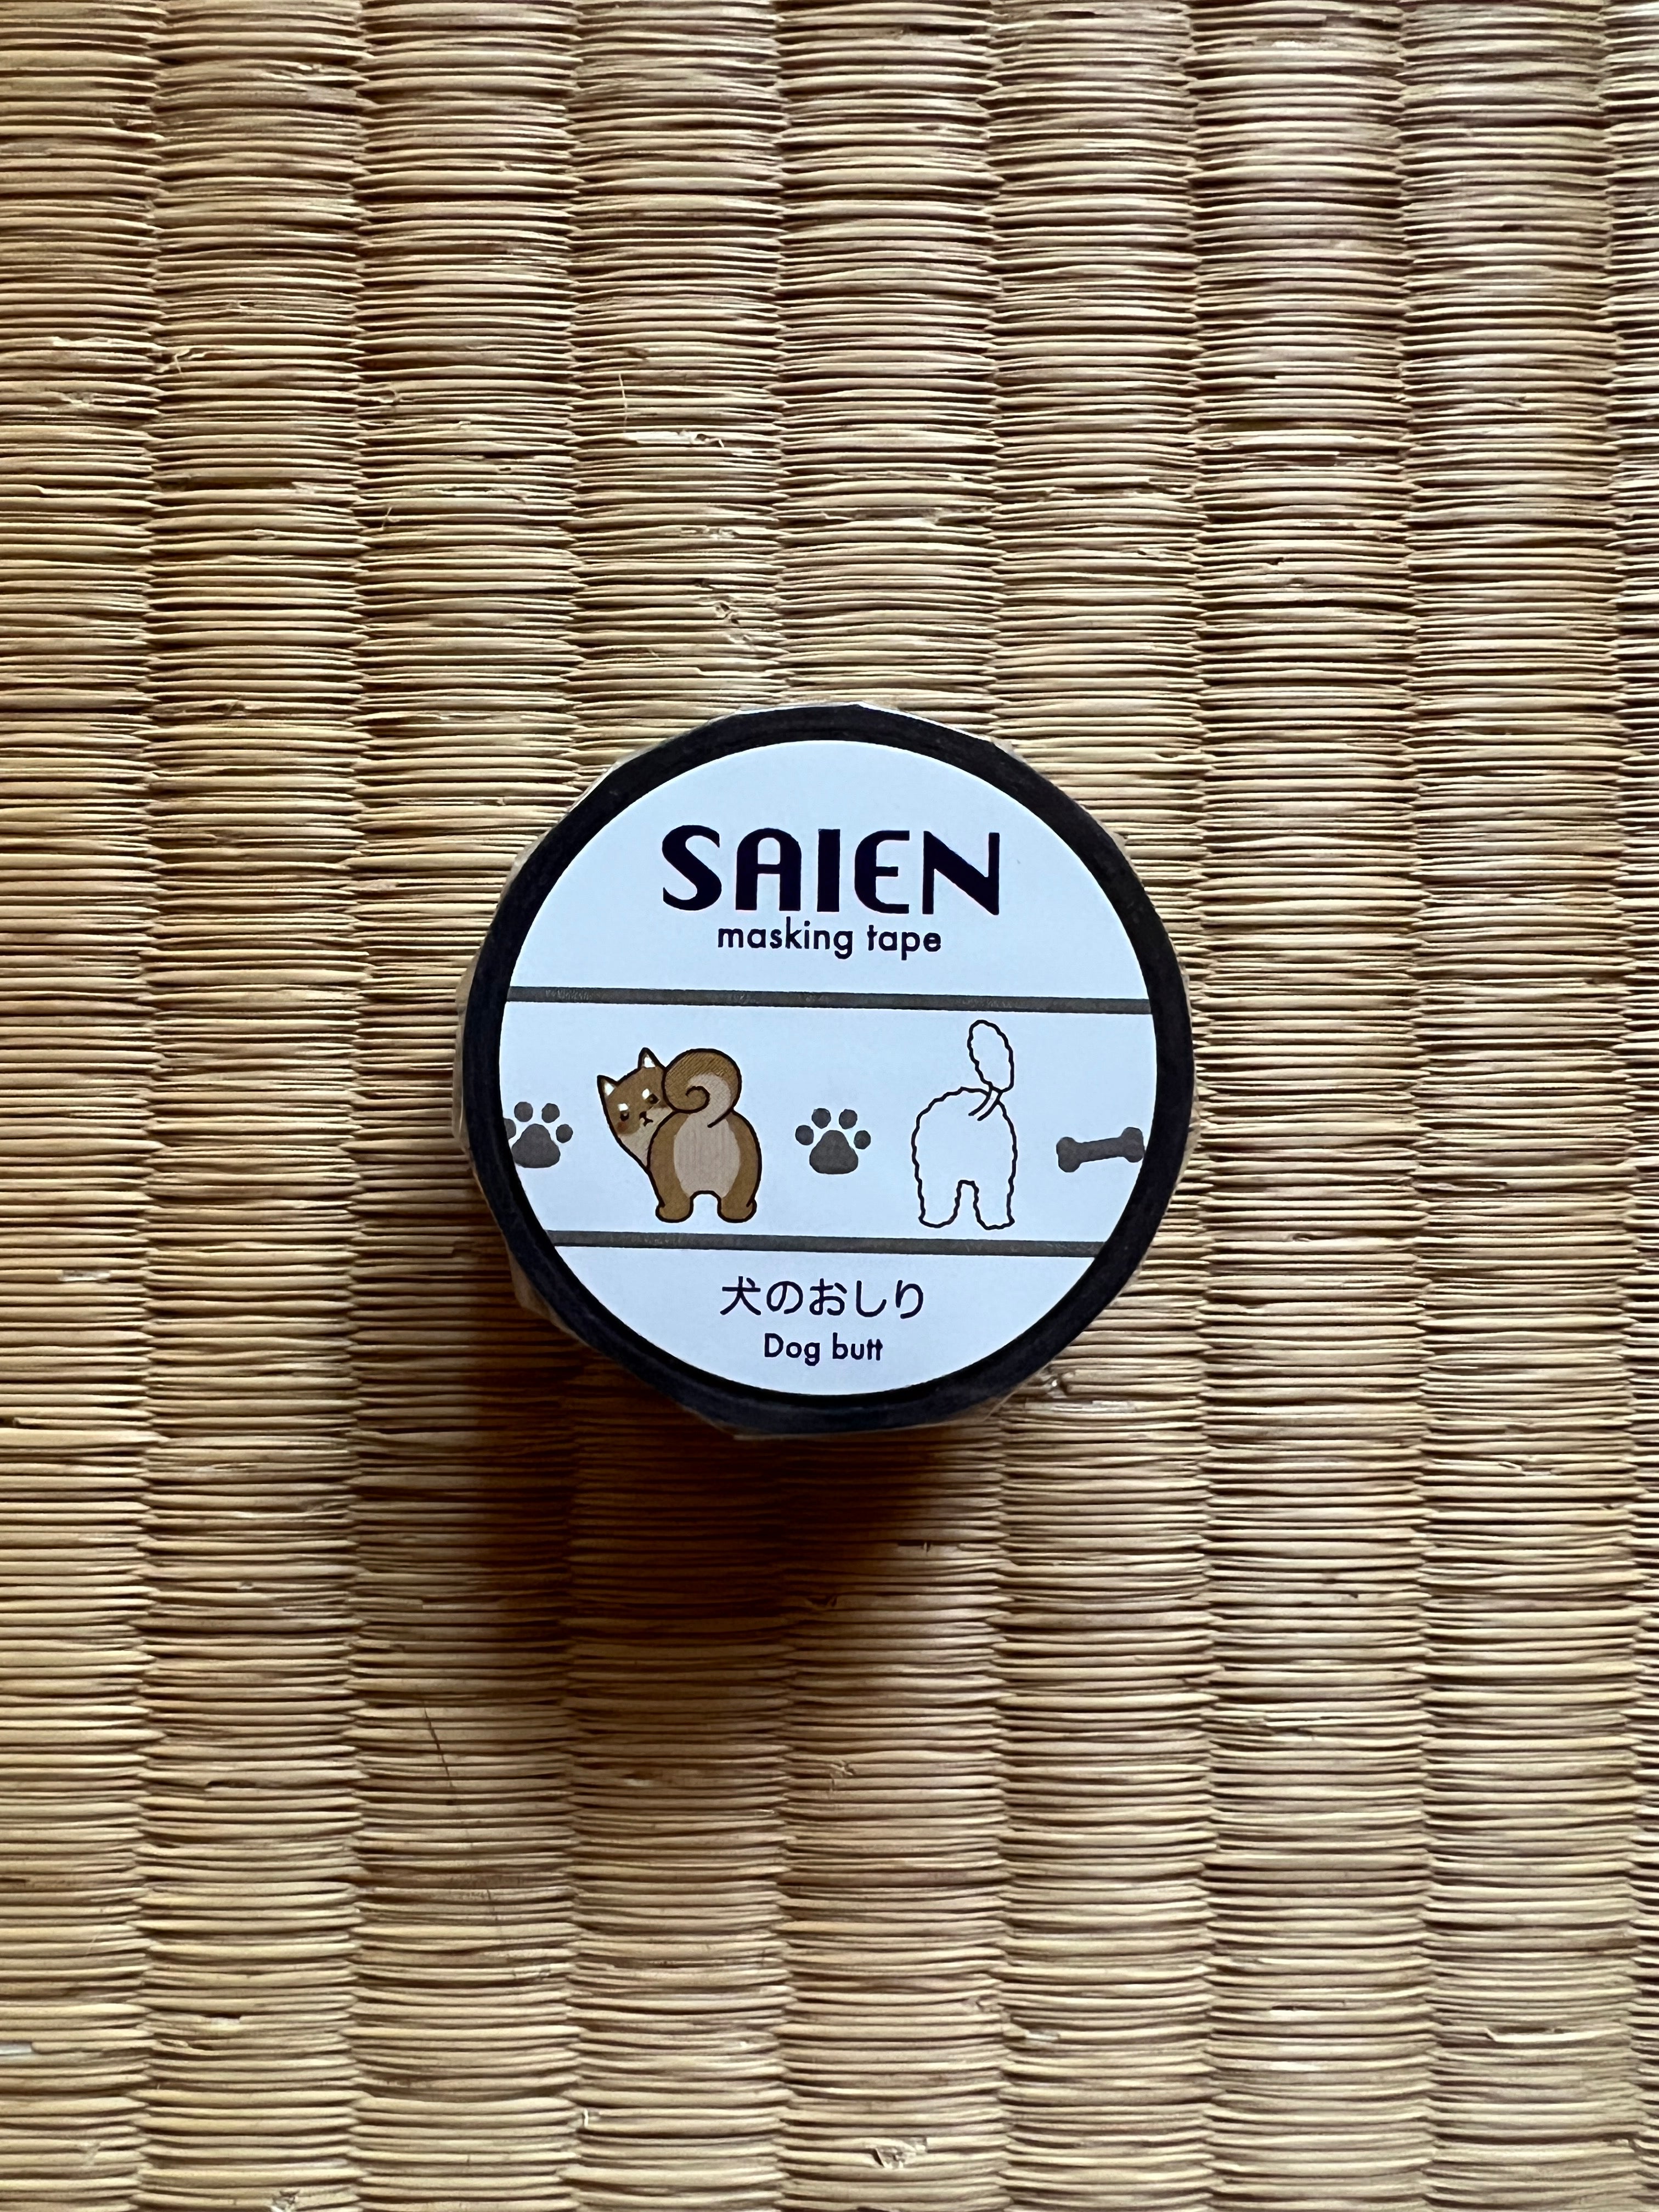 SAIEN
masking tape
犬のおしり
Dog butt